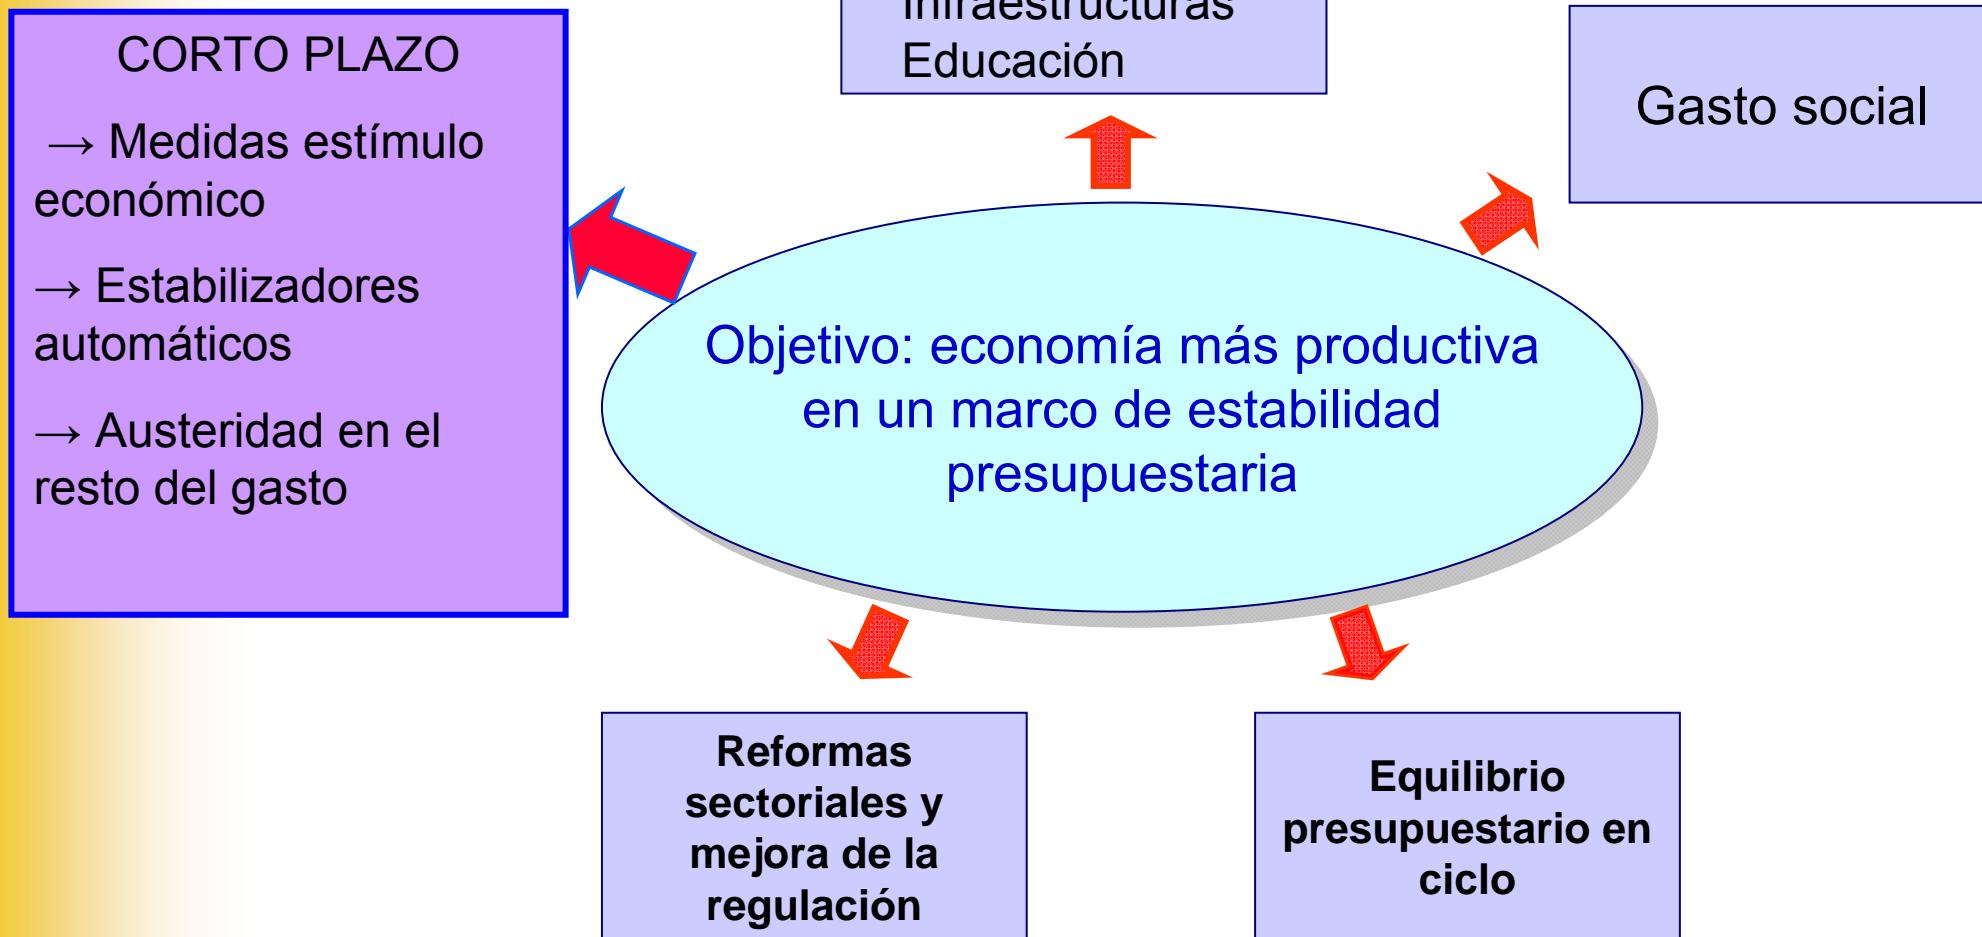 CORTO PLAZO
→ Medidas estímulo
económico
→ Estabilizadores
automáticos
→ Austeridad en el
resto del gasto
Infraestructuras
Educación
Gasto social
Objetivo: economía más productiva
en un marco de estabilidad
presupuestaria
Reformas
sectoriales y
mejora de la
regulación
Equilibrio
presupuestario en
ciclo